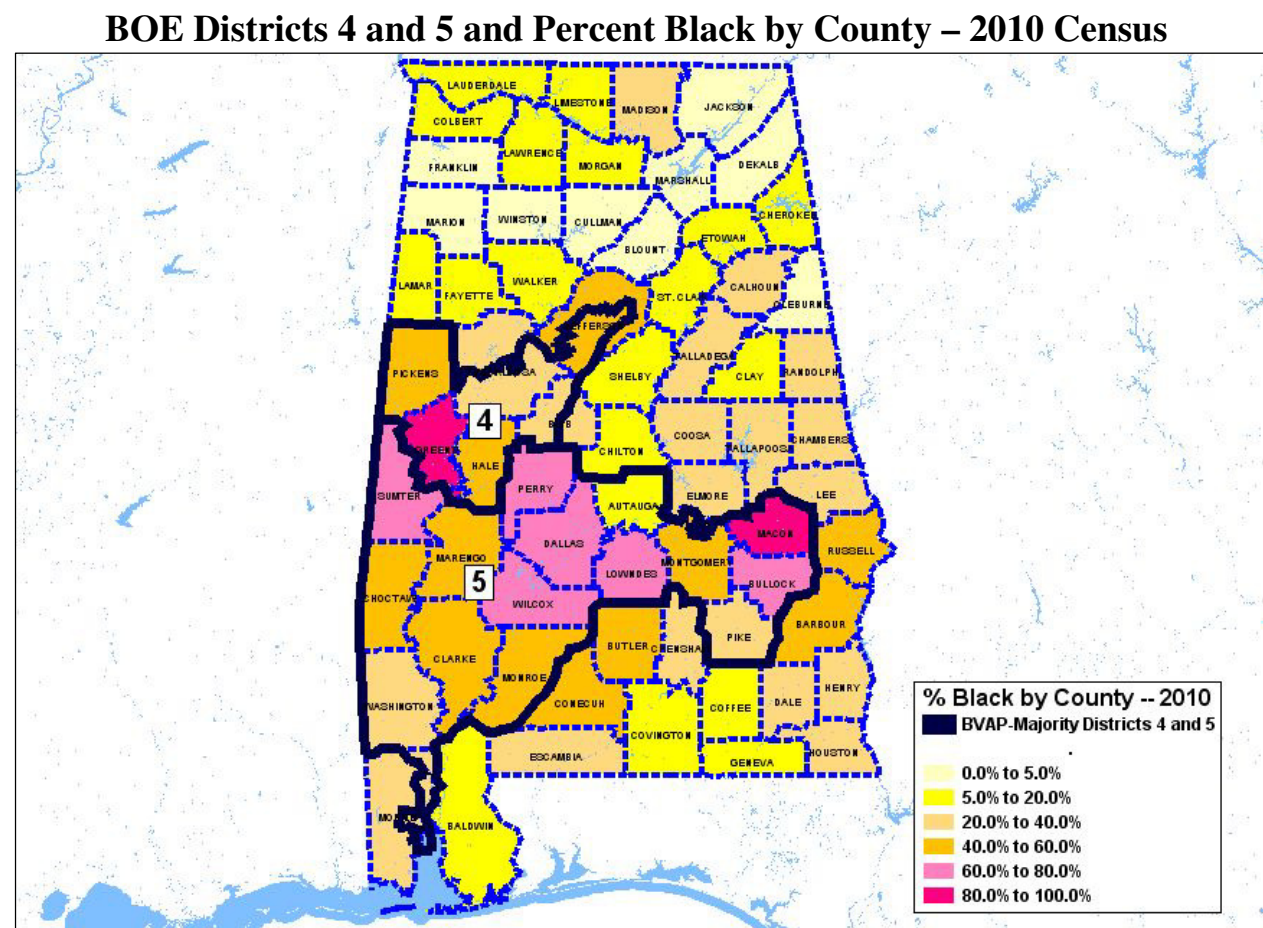 BOE Districts 4 and 5 and Percent Black by County – 2010 Census
LAUDERDALE
LIMESTONE
MADISON
JACKSON
COLBERT
FRANKLIN
LAWRENCE
MORGAN
MARSHALL
DEKALB
MARION
WINSTON
CULLMAN
BLOUNT
ETOWAH
CHEROKEE
LAMAR
FAYETTE
WALKER
ST. CLAI
CALHOUN
CLEBURNE
PICKENS
SHELBY
CLAY
RANDOLPH
4
HALE
CHILTON
COOSA
CHAMBERS
SUMTER
PERRY
AUTAUGA
ELMORE
LEE
MARENGO
DALLAS
LOWNDES
MONTGOMERY
MACON
RUSSELL
BULLOCK
5
CHOCTAW
WILCOX
CLARKE
MONROE
BUTLER
PIKE
BARBOUR
WASHINGTON
CONECUH
COVINGTON
COFFEE
DALE
HENRY
ESCAMBIA
GENEVA
HOUSTON
BALDWIN
% Black by County -- 2010
BVAP-Majority Districts 4 and 5
.
0.0% to 5.0%
5.0% to 20.0%
20.0% to 40.0%
40.0% to 60.0%
60.0% to 80.0%
80.0% to 100.0%